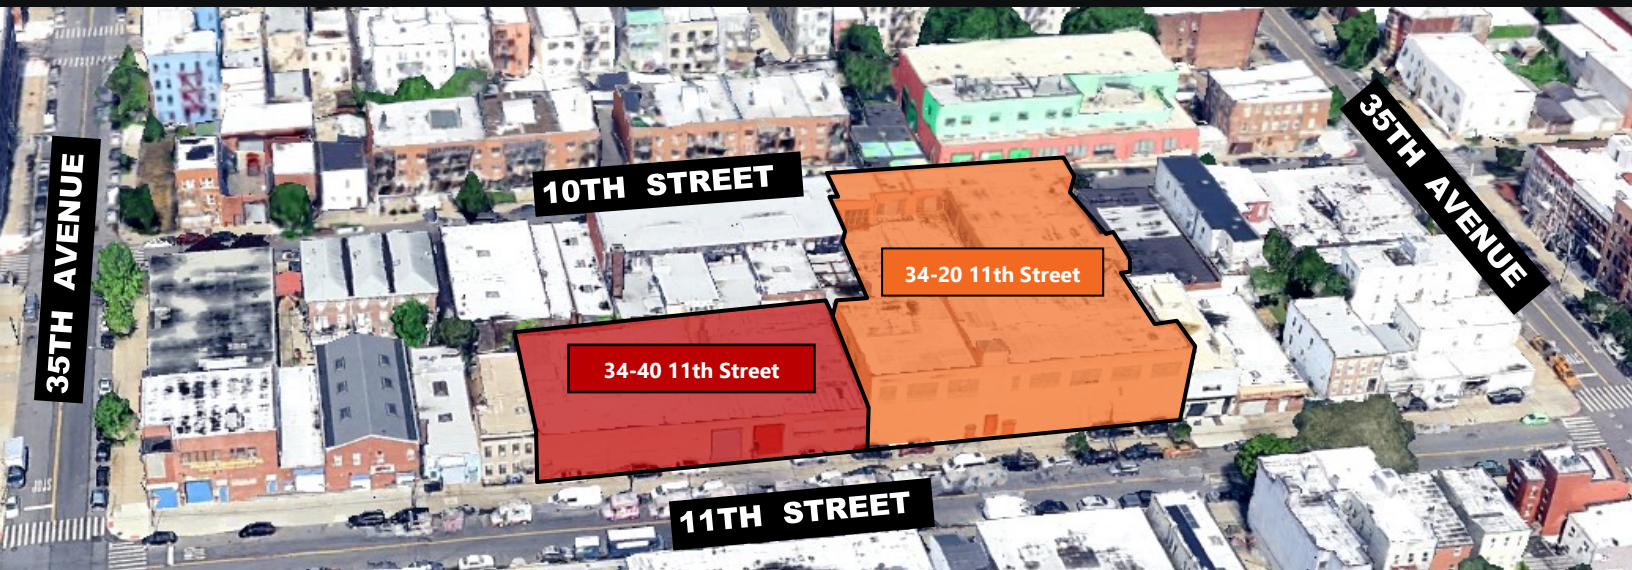 35TH AVENUE
10TH STREET
35TH AVENUE
34-20 11th Street
34-40 11th Street
11TH STREET